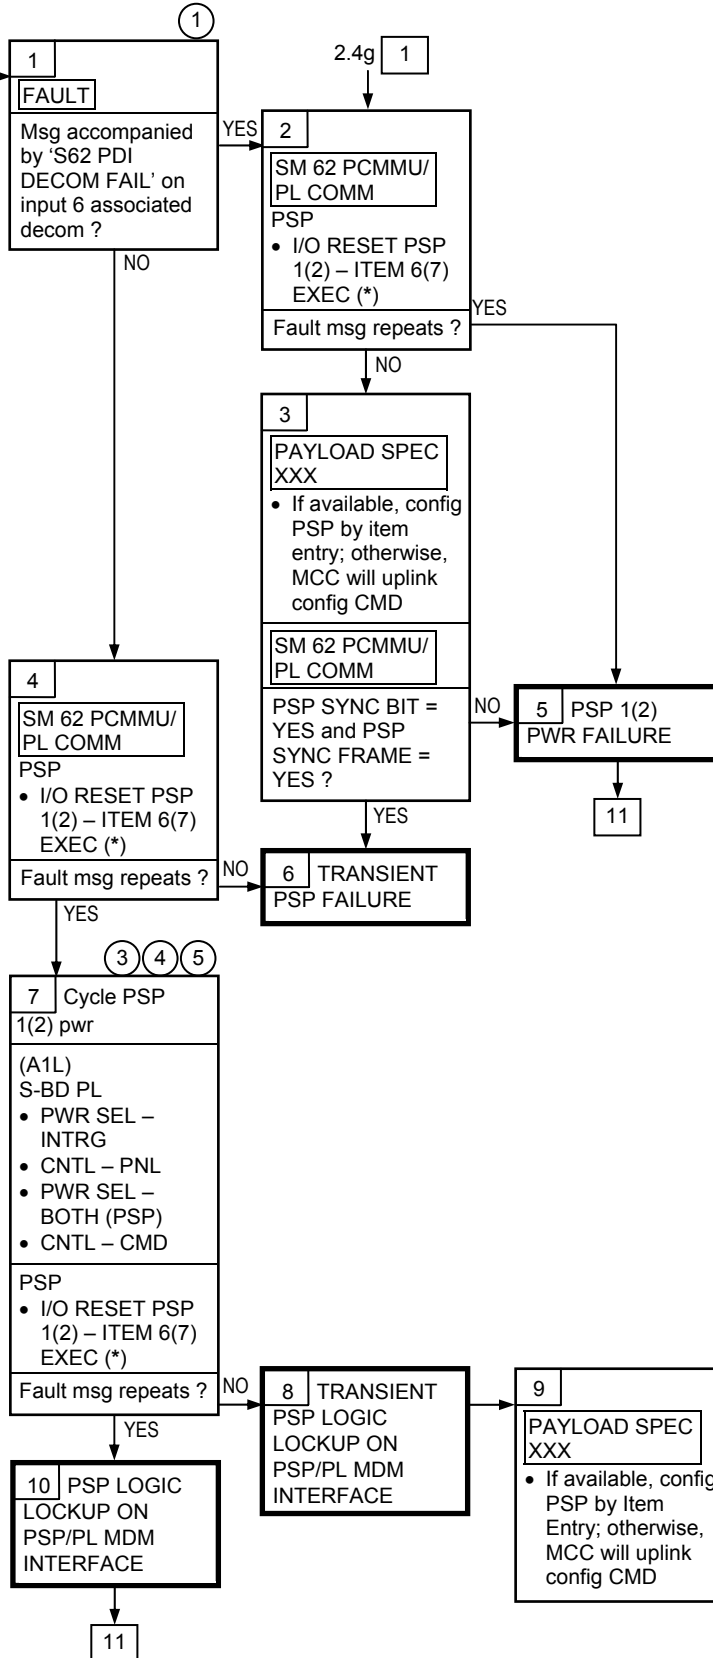 1
1
FAULT
Msg accompanied
by ‘S62 PDI
DECOM FAIL’ on
input 6 associated
decom ?
YES
NO
2.4g 1
2
SM 62 PCMMU/
PL COMM
PSP
• I/O RESET PSP
1(2) – ITEM 6(7)
EXEC (*)
Fault msg repeats ?
YES
NO
3
PAYLOAD SPEC
XXX
• If available, config
PSP by item
entry; otherwise,
MCC will uplink
config CMD
SM 62 PCMMU/
PL COMM
PSP SYNC BIT =
YES and PSP
SYNC FRAME =
YES ?
NO
YES
4
SM 62 PCMMU/
PL COMM
PSP
• I/O RESET PSP
1(2) – ITEM 6(7)
EXEC (*)
Fault msg repeats ?
NO
YES
5 PSP 1(2)
PWR FAILURE
11
6 TRANSIENT
PSP FAILURE
3 4 5
7 Cycle PSP
1(2) pwr
(A1L)
S-BD PL
• PWR SEL –
INTRG
• CNTL – PNL
• PWR SEL –
BOTH (PSP)
• CNTL – CMD
PSP
• I/O RESET PSP
1(2) – ITEM 6(7)
EXEC (*)
Fault msg repeats ?
NO
YES
8 TRANSIENT
PSP LOGIC
LOCKUP ON
PSP/PL MDM
INTERFACE
9
PAYLOAD SPEC
XXX
• If available, config
PSP by Item
Entry; otherwise,
MCC will uplink
config CMD
10 PSP LOGIC
LOCKUP ON
PSP/PL MDM
INTERFACE
11